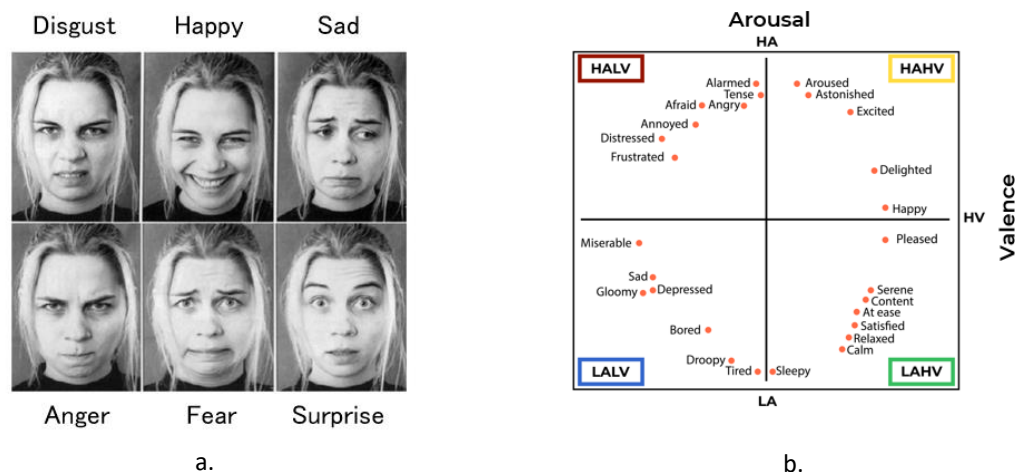 Disgust Happy Sad
Anger Fear Surprise
a.
Arousal
HA
HALV
HAHV
Alarmed
Aroused
Tense
Astonished
Afraid
Angry
Excited
Annoyed
Distressed
Frustrated
Delighted
Happy
HV
Valence
Pleased
Miserable
Sad
Depressed
Gloomy
Serene
Content
At ease
Satisfied
Relaxed
Calm
Bored
Droopy
Tired
Sleepy
LALV
LAHV
LA
b.